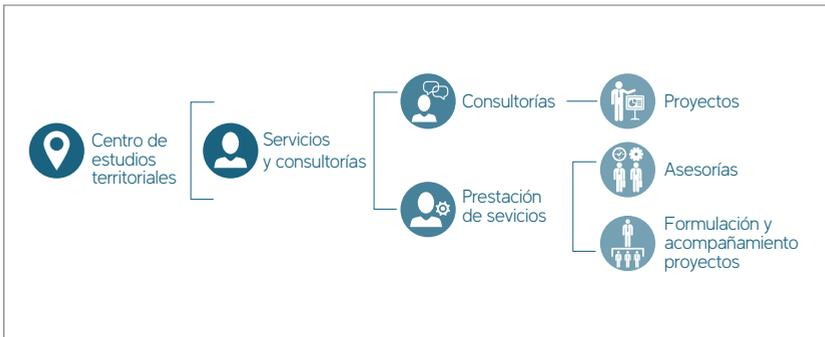 Centro de
estudios
territoriales
Servicios
y consultorías
Consultorías
Proyectos
Prestación
de sevicios
Asesorías
Formulación y
acompañamiento
proyectos